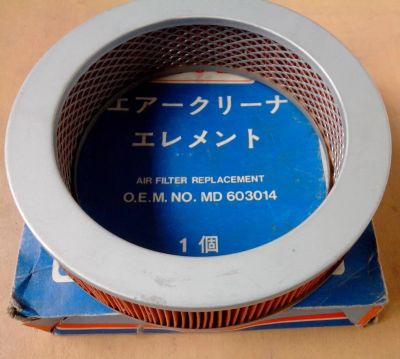 エアークリーナ
エレメント
AIR FILTER REPLACEMENT
O.E.M. NO. MD 603014
1個